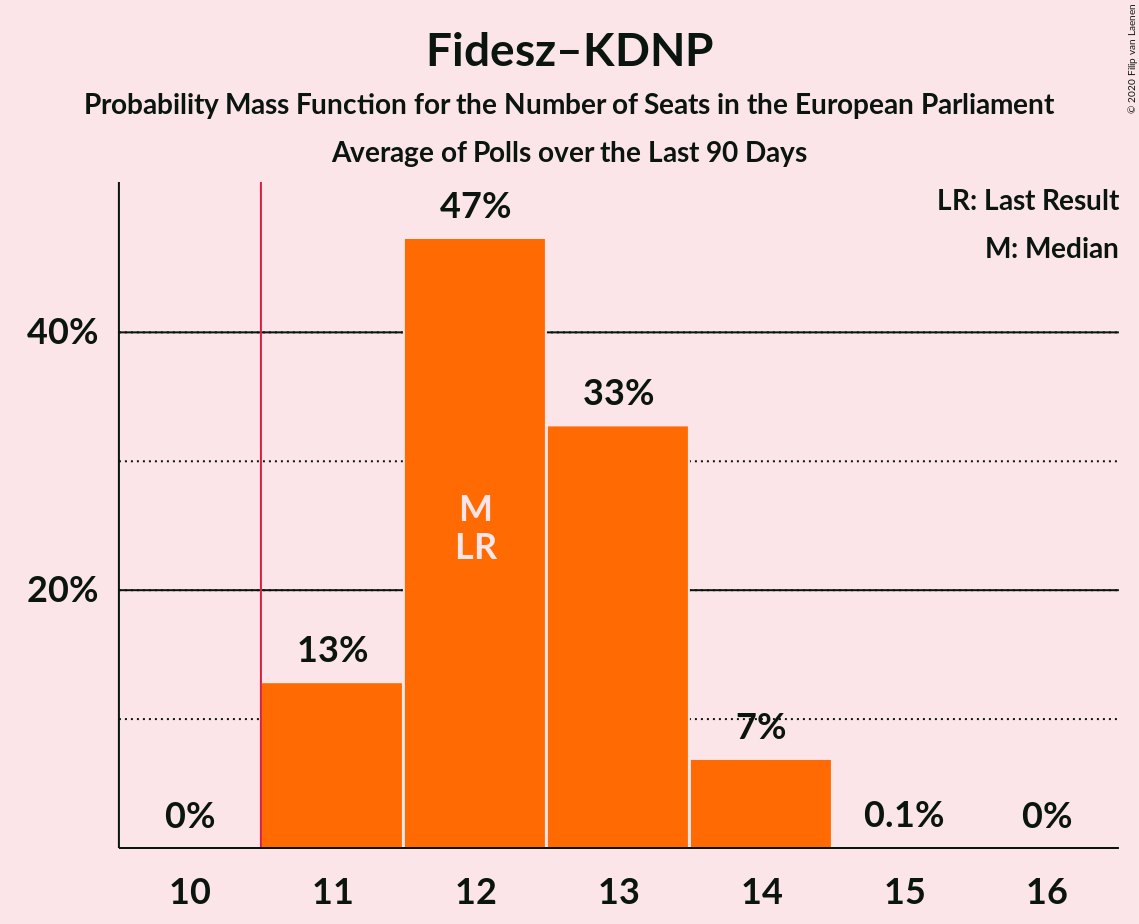 Fidesz–KDNP
Probability Mass Function for the Number of Seats in the European Parliament
Average of Polls over the Last 90 Days
© 2020 Filip van Laenen
LR: Last Result
M: Median
47%
40%
33%
M
LR
20%
13%
7%
0%
0.1%
0%
10 11 12 13 14 15 16